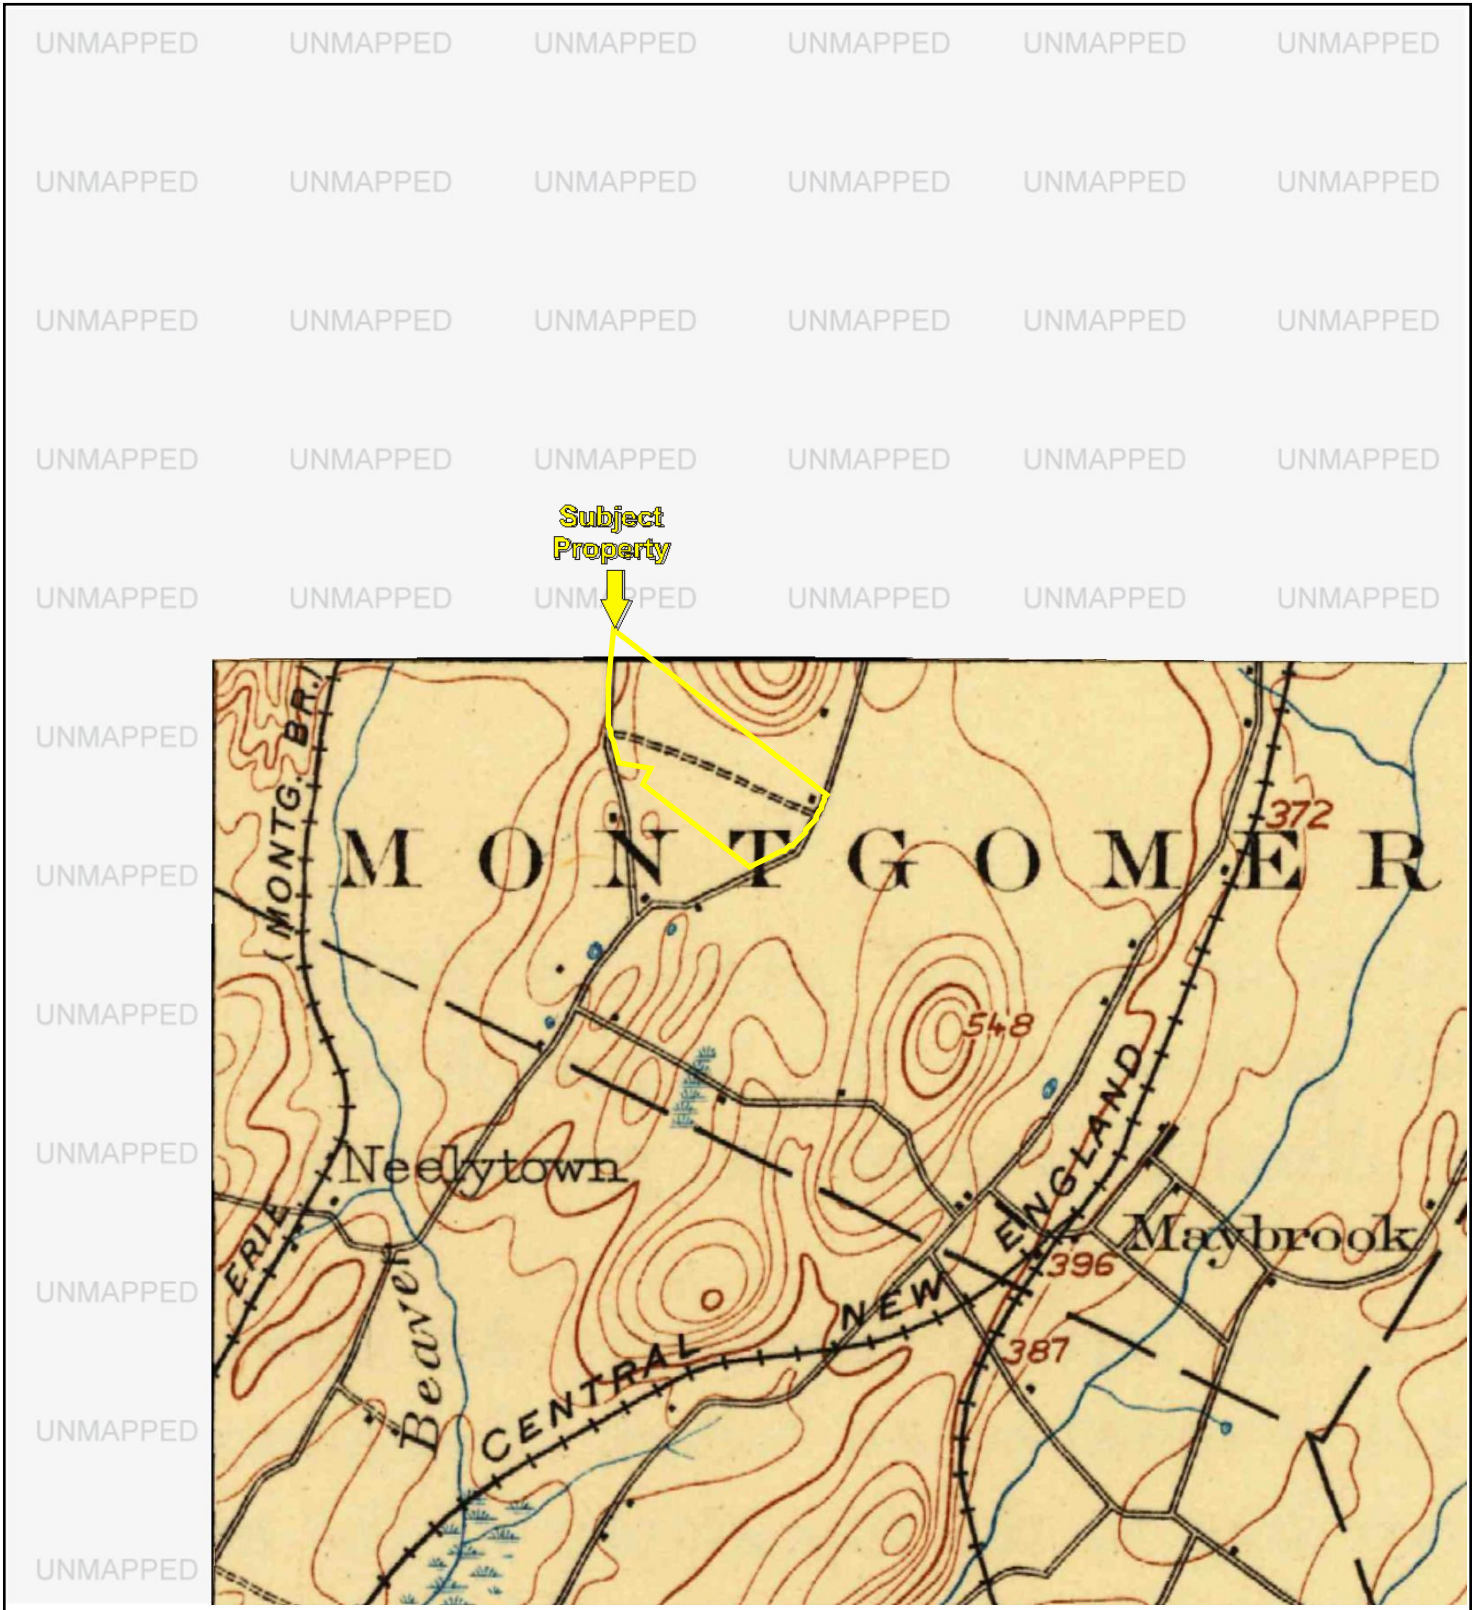 UNMAPPED UNMAPPED UNMAPPED UNMAPPED UNMAPPED UNMAPPED
UNMAPPED UNMAPPED UNMAPPED UNMAPPED UNMAPPED UNMAPPED
UNMAPPED UNMAPPED UNMAPPED UNMAPPED UNMAPPED UNMAPPED
UNMAPPED UNMAPPED UNMAPPED UNMAPPED UNMAPPED UNMAPPED
Subject
Property
UNMAPPED UNMAPPED UNMAPPED UNMAPPED UNMAPPED UNMAPPED
UNMAPPED
(MONTG. BR.)
372
MONTGOMER
UNMAPPED
548
UNMAPPED
UNMAPPED
Neelytown
ERIE
Maybrook
396
UNMAPPED
Beaver
CENTRAL NEW ENGLAND
387
UNMAPPED
UNMAPPED